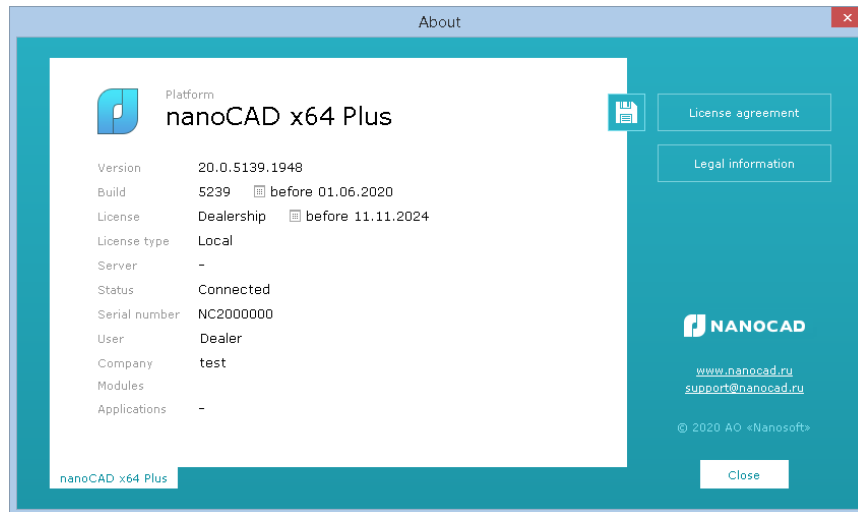 About
Platform
nanoCAD x64 Plus
Version 20.0.5139.1948
Build 5239 before 01.06.2020
License Dealership before 11.11.2024
License type Local
Server -
Status Connected
Serial number NC2000000
User Dealer
Company test
Modules
Applications -
nanoCAD x64 Plus
License agreement
Legal information
NANOCAD
www.nanocad.ru
support@nanocad.ru
© 2020 АО «Nanosoft»
Close